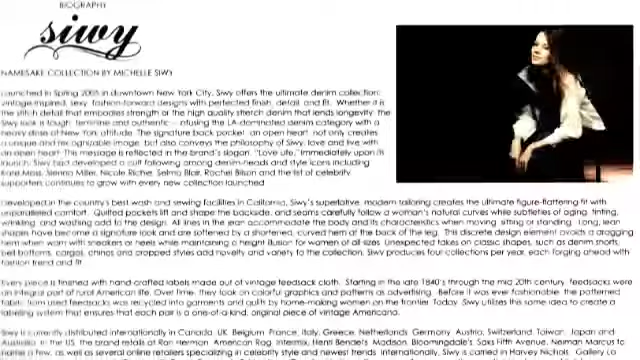 BIOGRAPHY
siwy
NAMESAKE COLLECTION BY MICHELLE SIWY
Launched in Spring 2005 in downtown New York City, Siwy offers the ultimate denim collection:
vintage-inspired, sexy, fashion-forward designs with perfected finish, detail, and fit. Whether it is
the stitch detail that embodies strength or the high quality stretch denim that lends longevity, the
Siwy look is tough, feminine and authentic – infusing the LA-dominated denim category with a
heavy dose of New York attitude. The signature back pocket, an open heart, not only creates
a unique and recognizable image, but also conveys the philosophy of Siwy: love and live with
an open heart. This message is reflected in the brand's slogan, "Love Life." Immediately upon its
launch, Siwy had developed a cult following among denim-heads and style icons including
Kate Moss, Sienna Miller, Nicole Richie, Selma Blair, Rachel Bilson and the list of celebrity
supporters continues to grow with every new collection launched.
Developed in the country's best wash and sewing facilities in California, Siwy's superlative, modern tailoring creates the ultimate figure-flattering fit with
unparalleled comfort. Quilted pockets lift and shape the backside, and seams carefully follow a woman's natural curves while subtleties of aging, tinting,
wrinkling, and washing add to the design. All lines in the jean accommodate the body and its characteristics when moving, sitting or standing. Long, lean
shapes have become a signature look and are softened by a shortened, curved hem at the back of the leg. This discrete design element avoids a dragging
hem when worn with sneakers or heels while maintaining a height illusion for women of all sizes. Unexpected takes on classic shapes, such as denim shorts,
bell bottoms, cargos, chinos and cropped styles add novelty and variety to the collection. Siwy produces four collections per year, each forging ahead with
fashion trend and fit.
Every piece is finished with hand-crafted labels made out of vintage feedsack cloth. Starting in the late 1840's through the mid 20th century, feedsacks were
an integral part of rural American life. Over time, they took on colorful graphics and patterns as advertising. Before it was ever fashionable, the patterned
fabric from used feedsacks was recycled into garments and quilts by home-making women on the frontier. Today, Siwy utilizes this same idea to create a
labeling system that ensures that each pair is a one-of-a-kind, original piece of vintage Americana.
Siwy is currently distributed internationally in Canada, UK, Belgium, France, Italy, Greece, Netherlands, Germany, Austria, Switzerland, Taiwan, Japan and
Australia. In the US, the brand retails at Ron Herman, American Rag, Intermix, Henri Bendel's, Madison, Bloomingdale's, Saks Fifth Avenue, Neiman Marcus to
name a few, as well as several online retailers specializing in celebrity style and newest trends. Internationally, Siwy is carried in Harvey Nichols, Gallery Lo